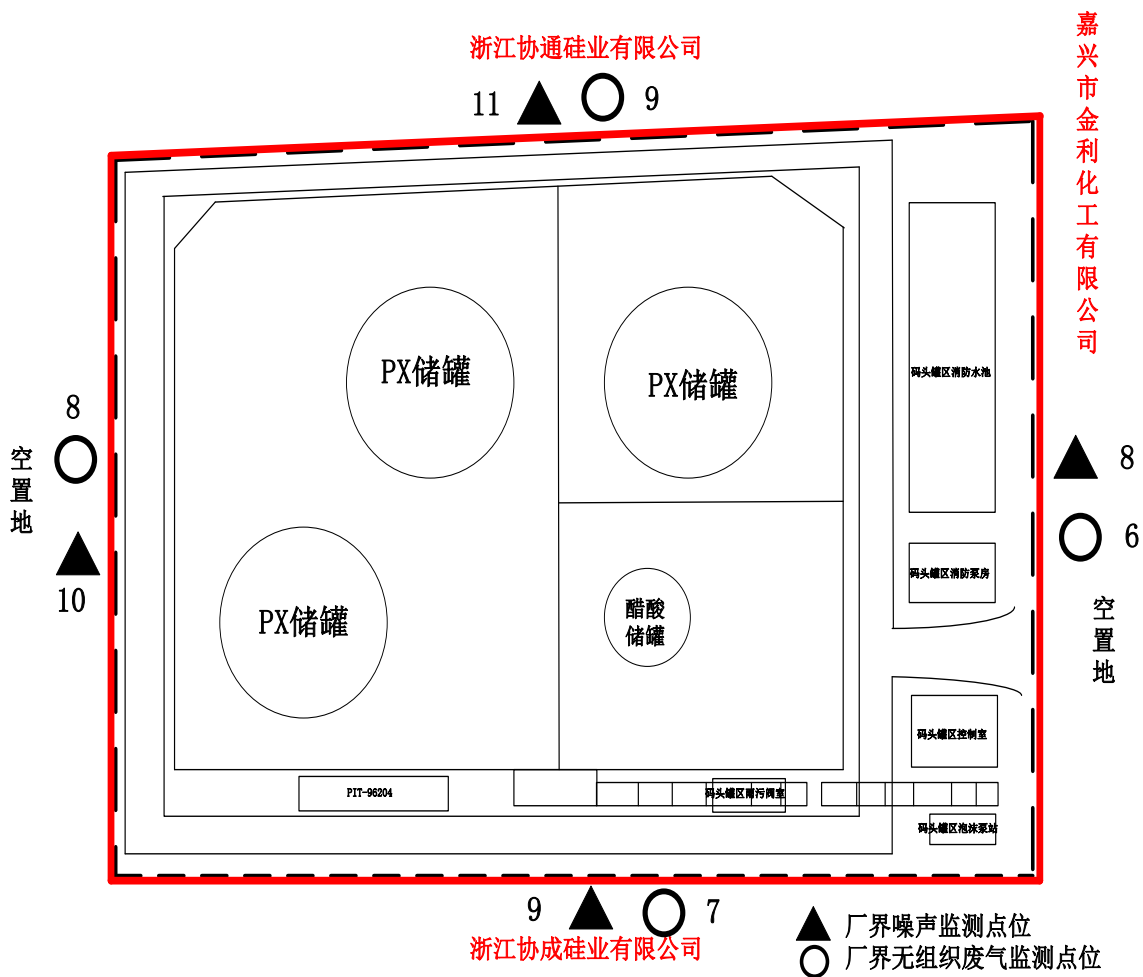 浙江协通硅业有限公司
嘉兴市金利化工有限公司
11
9
PX储罐
PX储罐
码头罐区消防水池
8
空置地
10
8
6
码头罐区消防泵房
PX储罐
醋酸
储罐
空置地
码头罐区控制室
PIT-96204
码头罐区雨污阀室
码头罐区泡沫泵站
9
7
浙江协成硅业有限公司
厂界噪声监测点位
厂界无组织废气监测点位